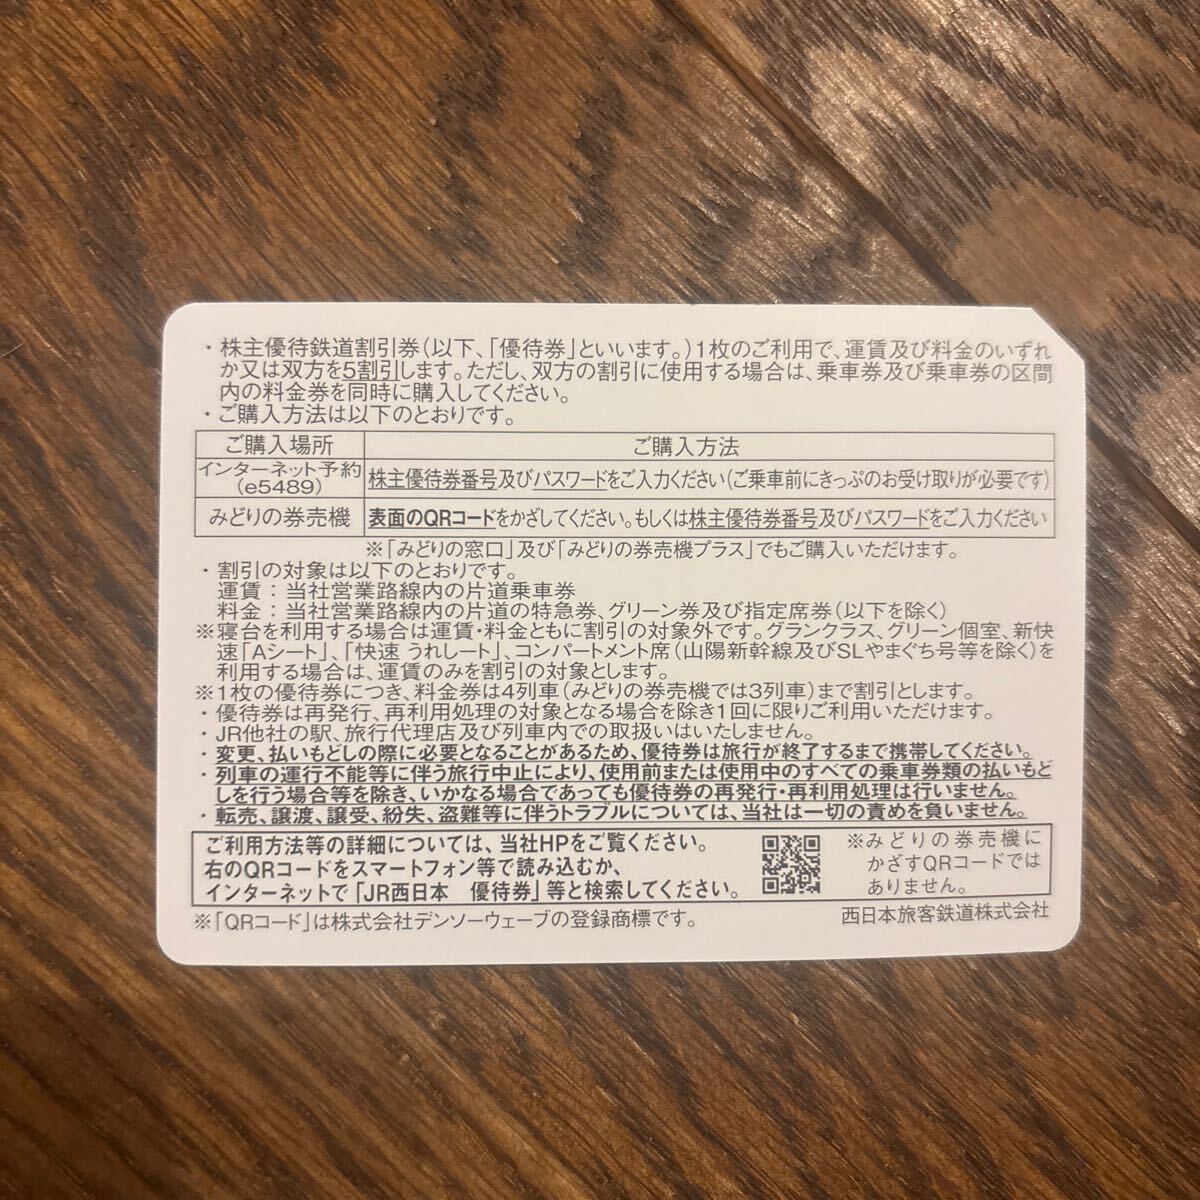 ・株主優待鉄道割引券（以下、「優待券」といいます。）1枚のご利用で、運賃及び料金のいずれ
か又は双方を5割引します。ただし、双方の割引に使用する場合は、乗車券及び乗車券の区間
内の料金券を同時に購入してください。
・ご購入方法は以下のとおりです。
ご購入場所 ご購入方法
インターネット予約
（e5489） 株主優待券番号及びパスワードをご入力ください（ご乗車前にきっぷのお受け取りが必要です）
みどりの券売機 表面のQRコードをかざしてください。もしくは株主優待券番号及びパスワードをご入力ください
※「みどりの窓口」及び「みどりの券売機プラス」でもご購入いただけます。
・割引の対象は以下のとおりです。
運賃：当社営業路線内の片道乗車券
料金：当社営業路線内の片道の特急券、グリーン券及び指定席券（以下を除く）
※寝台を利用する場合は運賃・料金ともに割引の対象外です。グランクラス、グリーン個室、新快
速「Aシート」、「快速 うれしート」、コンパートメント席（山陽新幹線及びSLやまぐち号等を除く）を
利用する場合は、運賃のみを割引の対象とします。
※1枚の優待券につき、料金券は4列車（みどりの券売機では3列車）まで割引とします。
・優待券は再発行、再利用処理の対象となる場合を除き1回に限りご利用いただけます。
・JR他社の駅、旅行代理店及び列車内での取扱いはいたしません。
・変更、払いもどしの際に必要となることがあるため、優待券は旅行が終了するまで携帯してください。
・列車の運行不能等に伴う旅行中止により、使用前または使用中のすべての乗車券類の払いもど
しを行う場合等を除き、いかなる場合であっても優待券の再発行・再利用処理は行いません。
・転売、譲渡、譲受、紛失、盗難等に伴うトラブルについては、当社は一切の責めを負いません。
ご利用方法等の詳細については、当社HPをご覧ください。
右のQRコードをスマートフォン等で読み込むか、
インターネットで「JR西日本　優待券」等と検索してください。
※みどりの券売機に
かざすQRコードでは
ありません。
※「QRコード」は株式会社デンソーウェーブの登録商標です。
西日本旅客鉄道株式会社